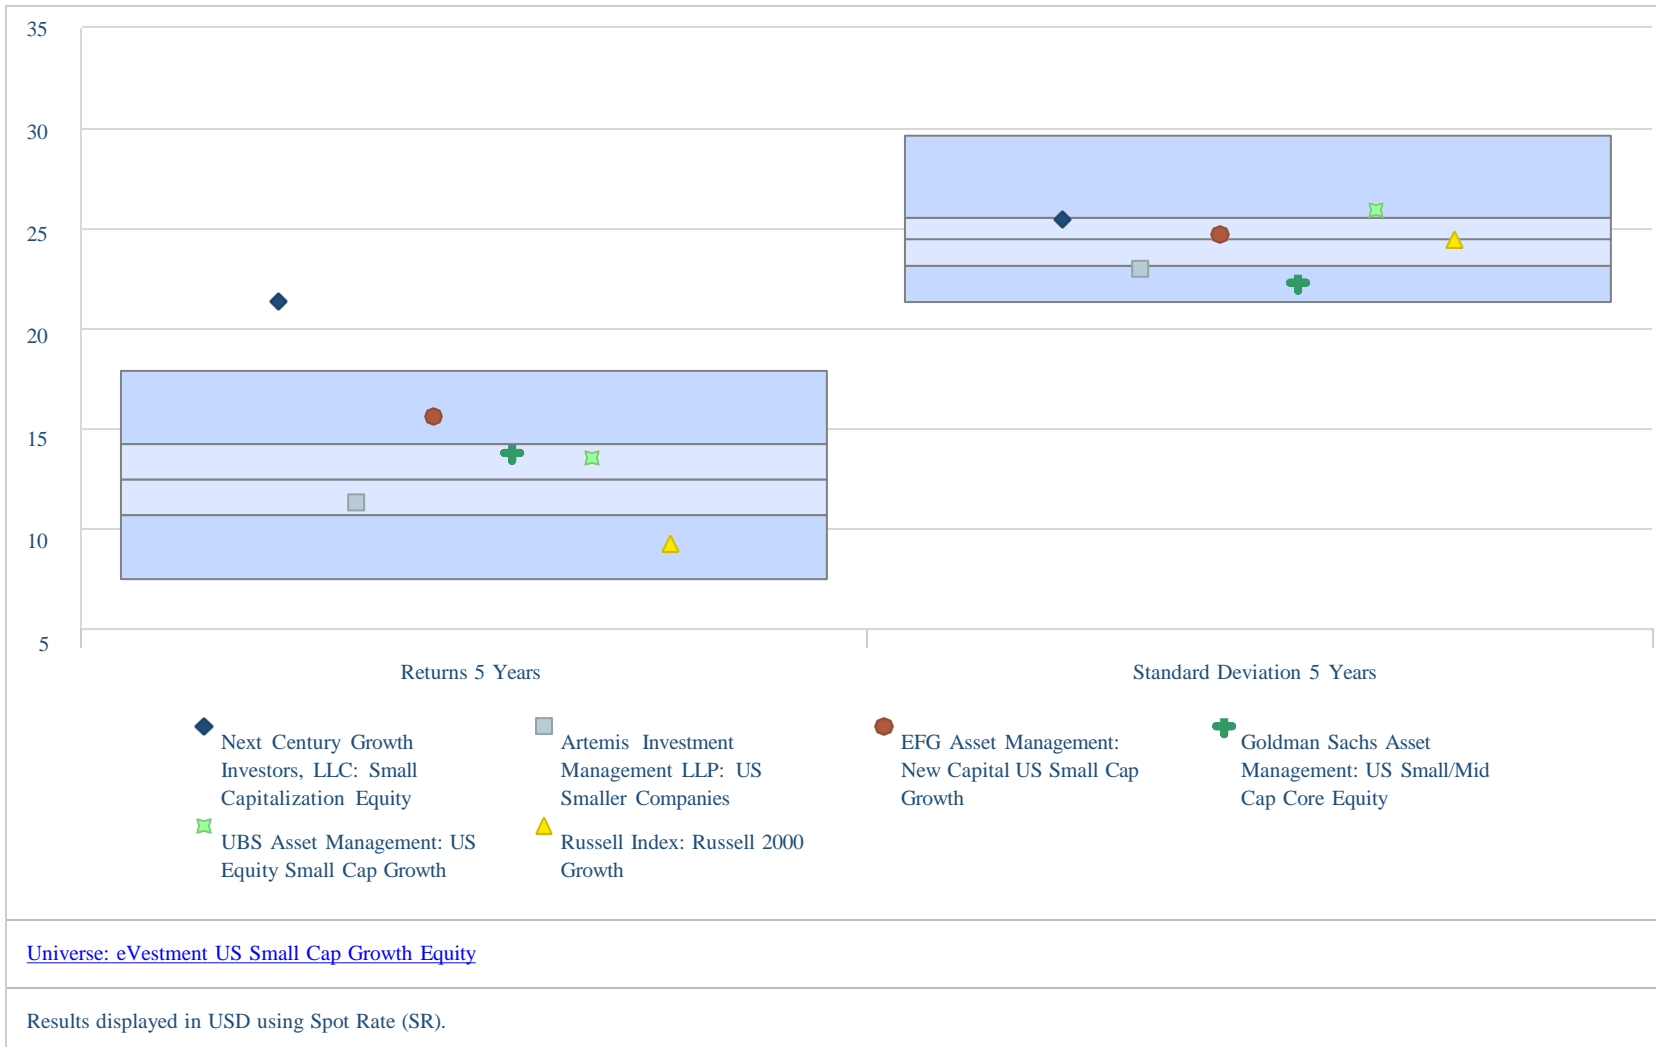 35
30
25
20
15
10
5
Returns 5 Years
Standard Deviation 5 Years
Next Century Growth
Investors, LLC: Small
Capitalization Equity
Artemis Investment
Management LLP: US
Smaller Companies
EFG Asset Management:
New Capital US Small Cap
Growth
Goldman Sachs Asset
Management: US Small/Mid
Cap Core Equity
UBS Asset Management: US
Equity Small Cap Growth
Russell Index: Russell 2000
Growth
Universe: eVestment US Small Cap Growth Equity
Results displayed in USD using Spot Rate (SR).